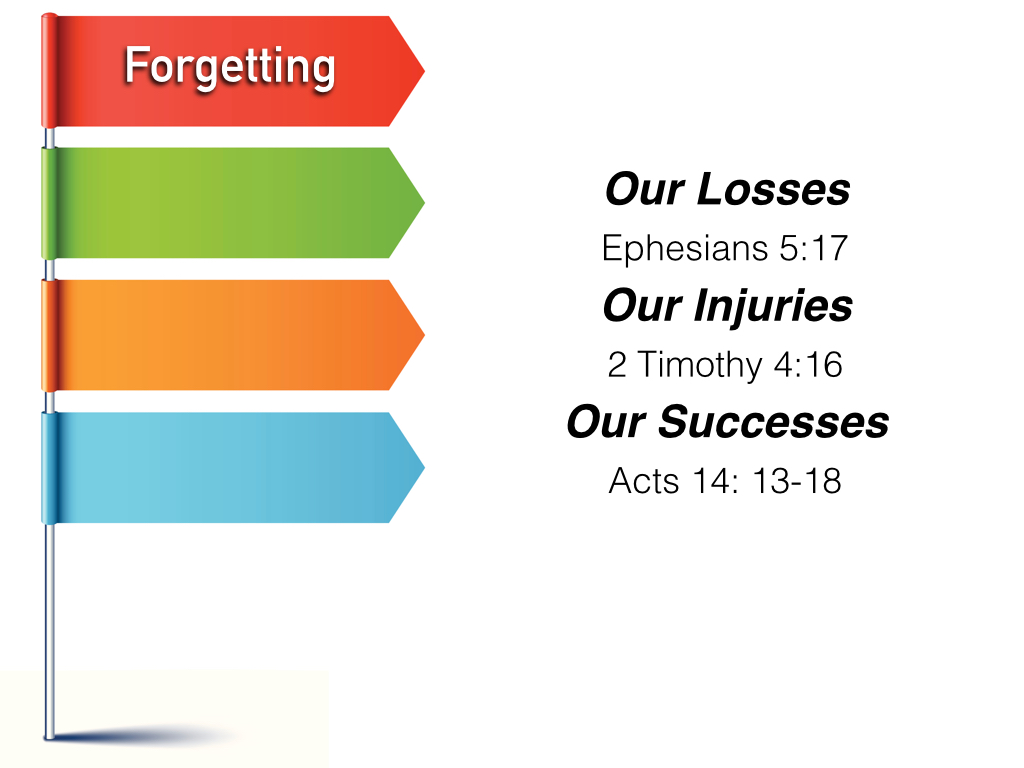 Forgetting
Our Losses
Ephesians 5:17
Our Injuries
2 Timothy 4:16
Our Successes
Acts 14: 13-18